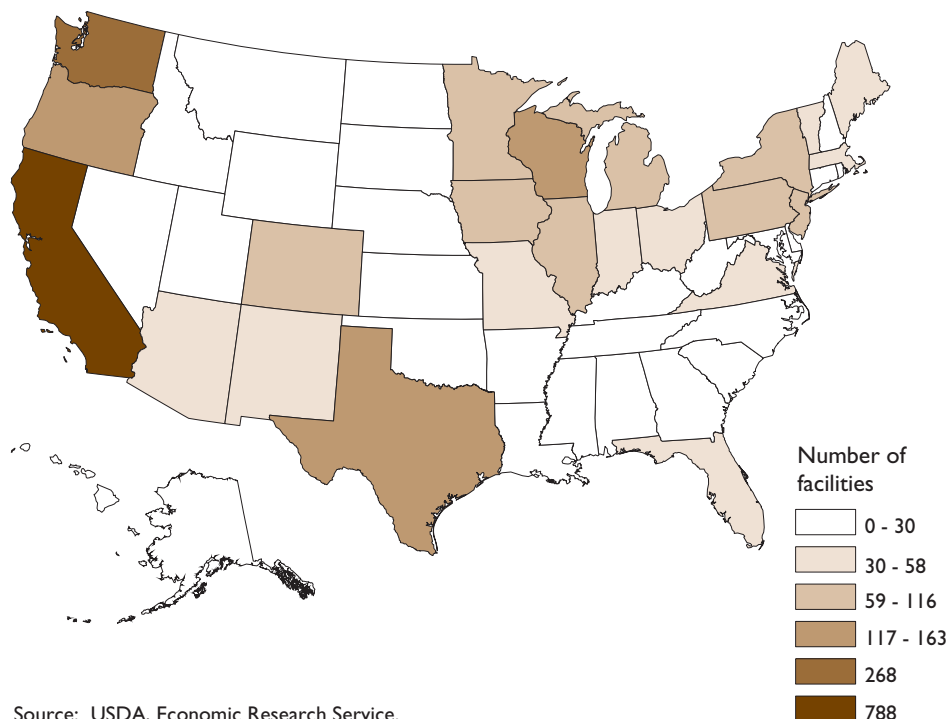 Number of
facilities
0 - 30
30 - 58
59 - 116
117 - 163
268
788
Source: USDA, Economic Research Service.